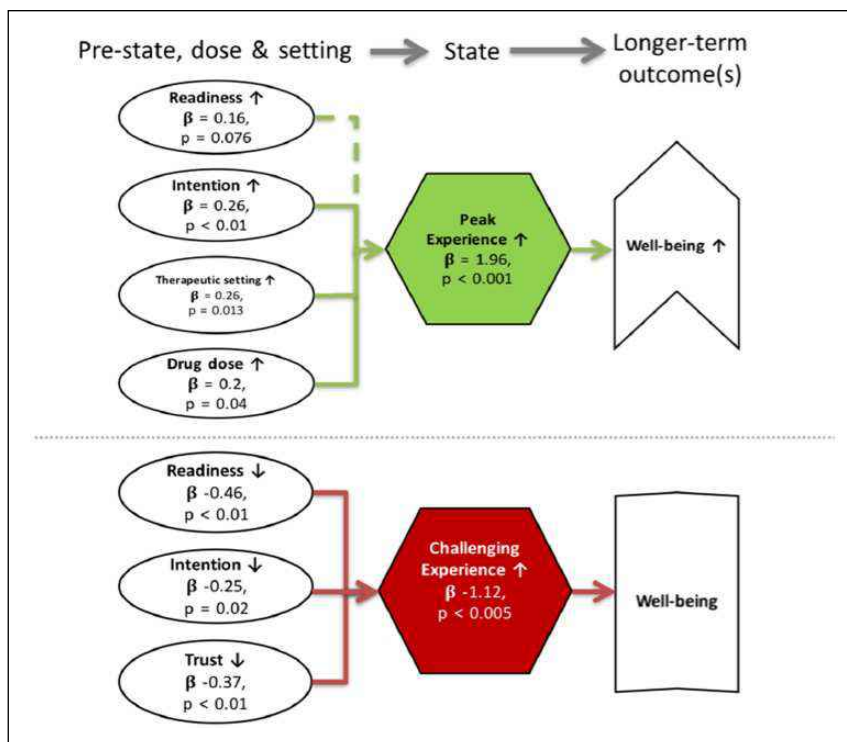 Pre-state, dose & setting
State
Longer-term
outcome(s)
Readiness ↑
β = 0.16,
p = 0.076
Intention ↑
β = 0.26,
p < 0.01
Therapeutic setting ↑
β = 0.26,
p = 0.013
Drug dose ↑
β = 0.2,
p = 0.04
Peak
Experience ↑
β = 1.96,
p < 0.001
Well-being ↑
Readiness ↓
β -0.46,
p < 0.01
Intention ↓
β -0.25,
p = 0.02
Trust ↓
β -0.37,
p < 0.01
Challenging
Experience ↑
β -1.12,
p < 0.005
Well-being